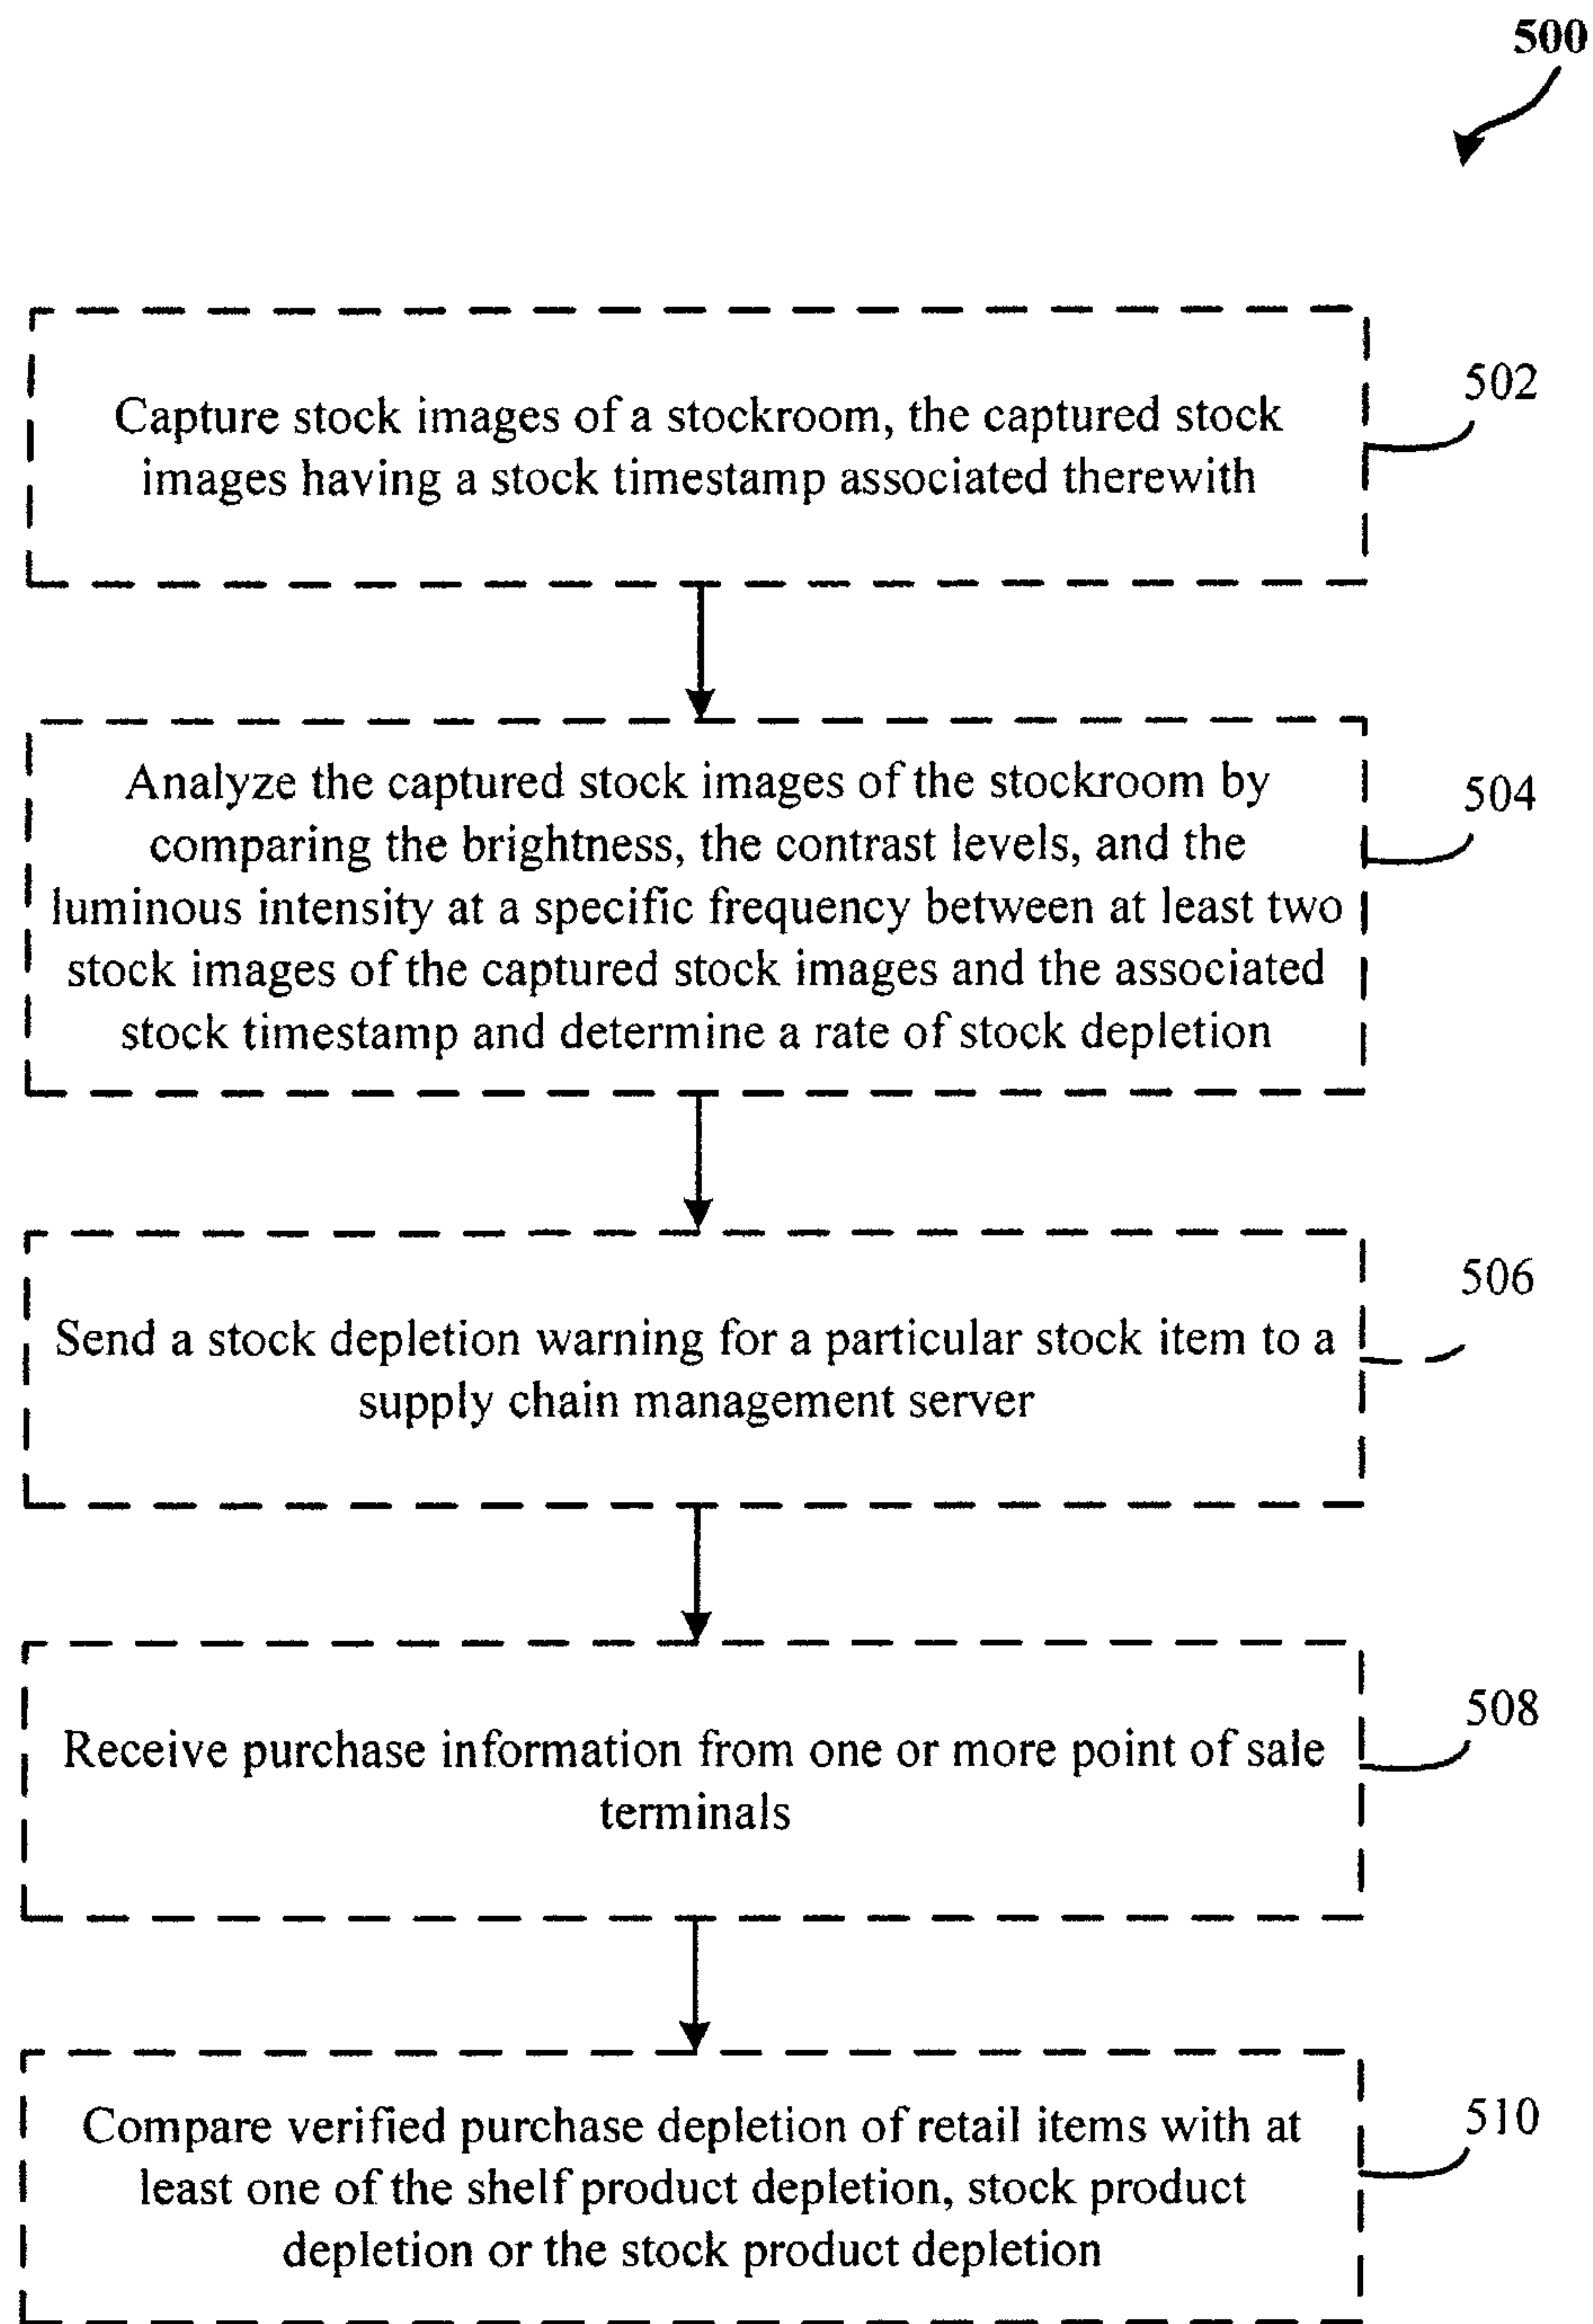 500
Capture stock images of a stockroom, the captured stock
images having a stock timestamp associated therewith
502
Analyze the captured stock images of the stockroom by
comparing the brightness, the contrast levels, and the
luminous intensity at a specific frequency between at least two
stock images of the captured stock images and the associated
stock timestamp and determine a rate of stock depletion
504
Send a stock depletion warning for a particular stock item to a
supply chain management server
506
Receive purchase information from one or more point of sale
terminals
508
Compare verified purchase depletion of retail items with at
least one of the shelf product depletion, stock product
depletion or the stock product depletion
510